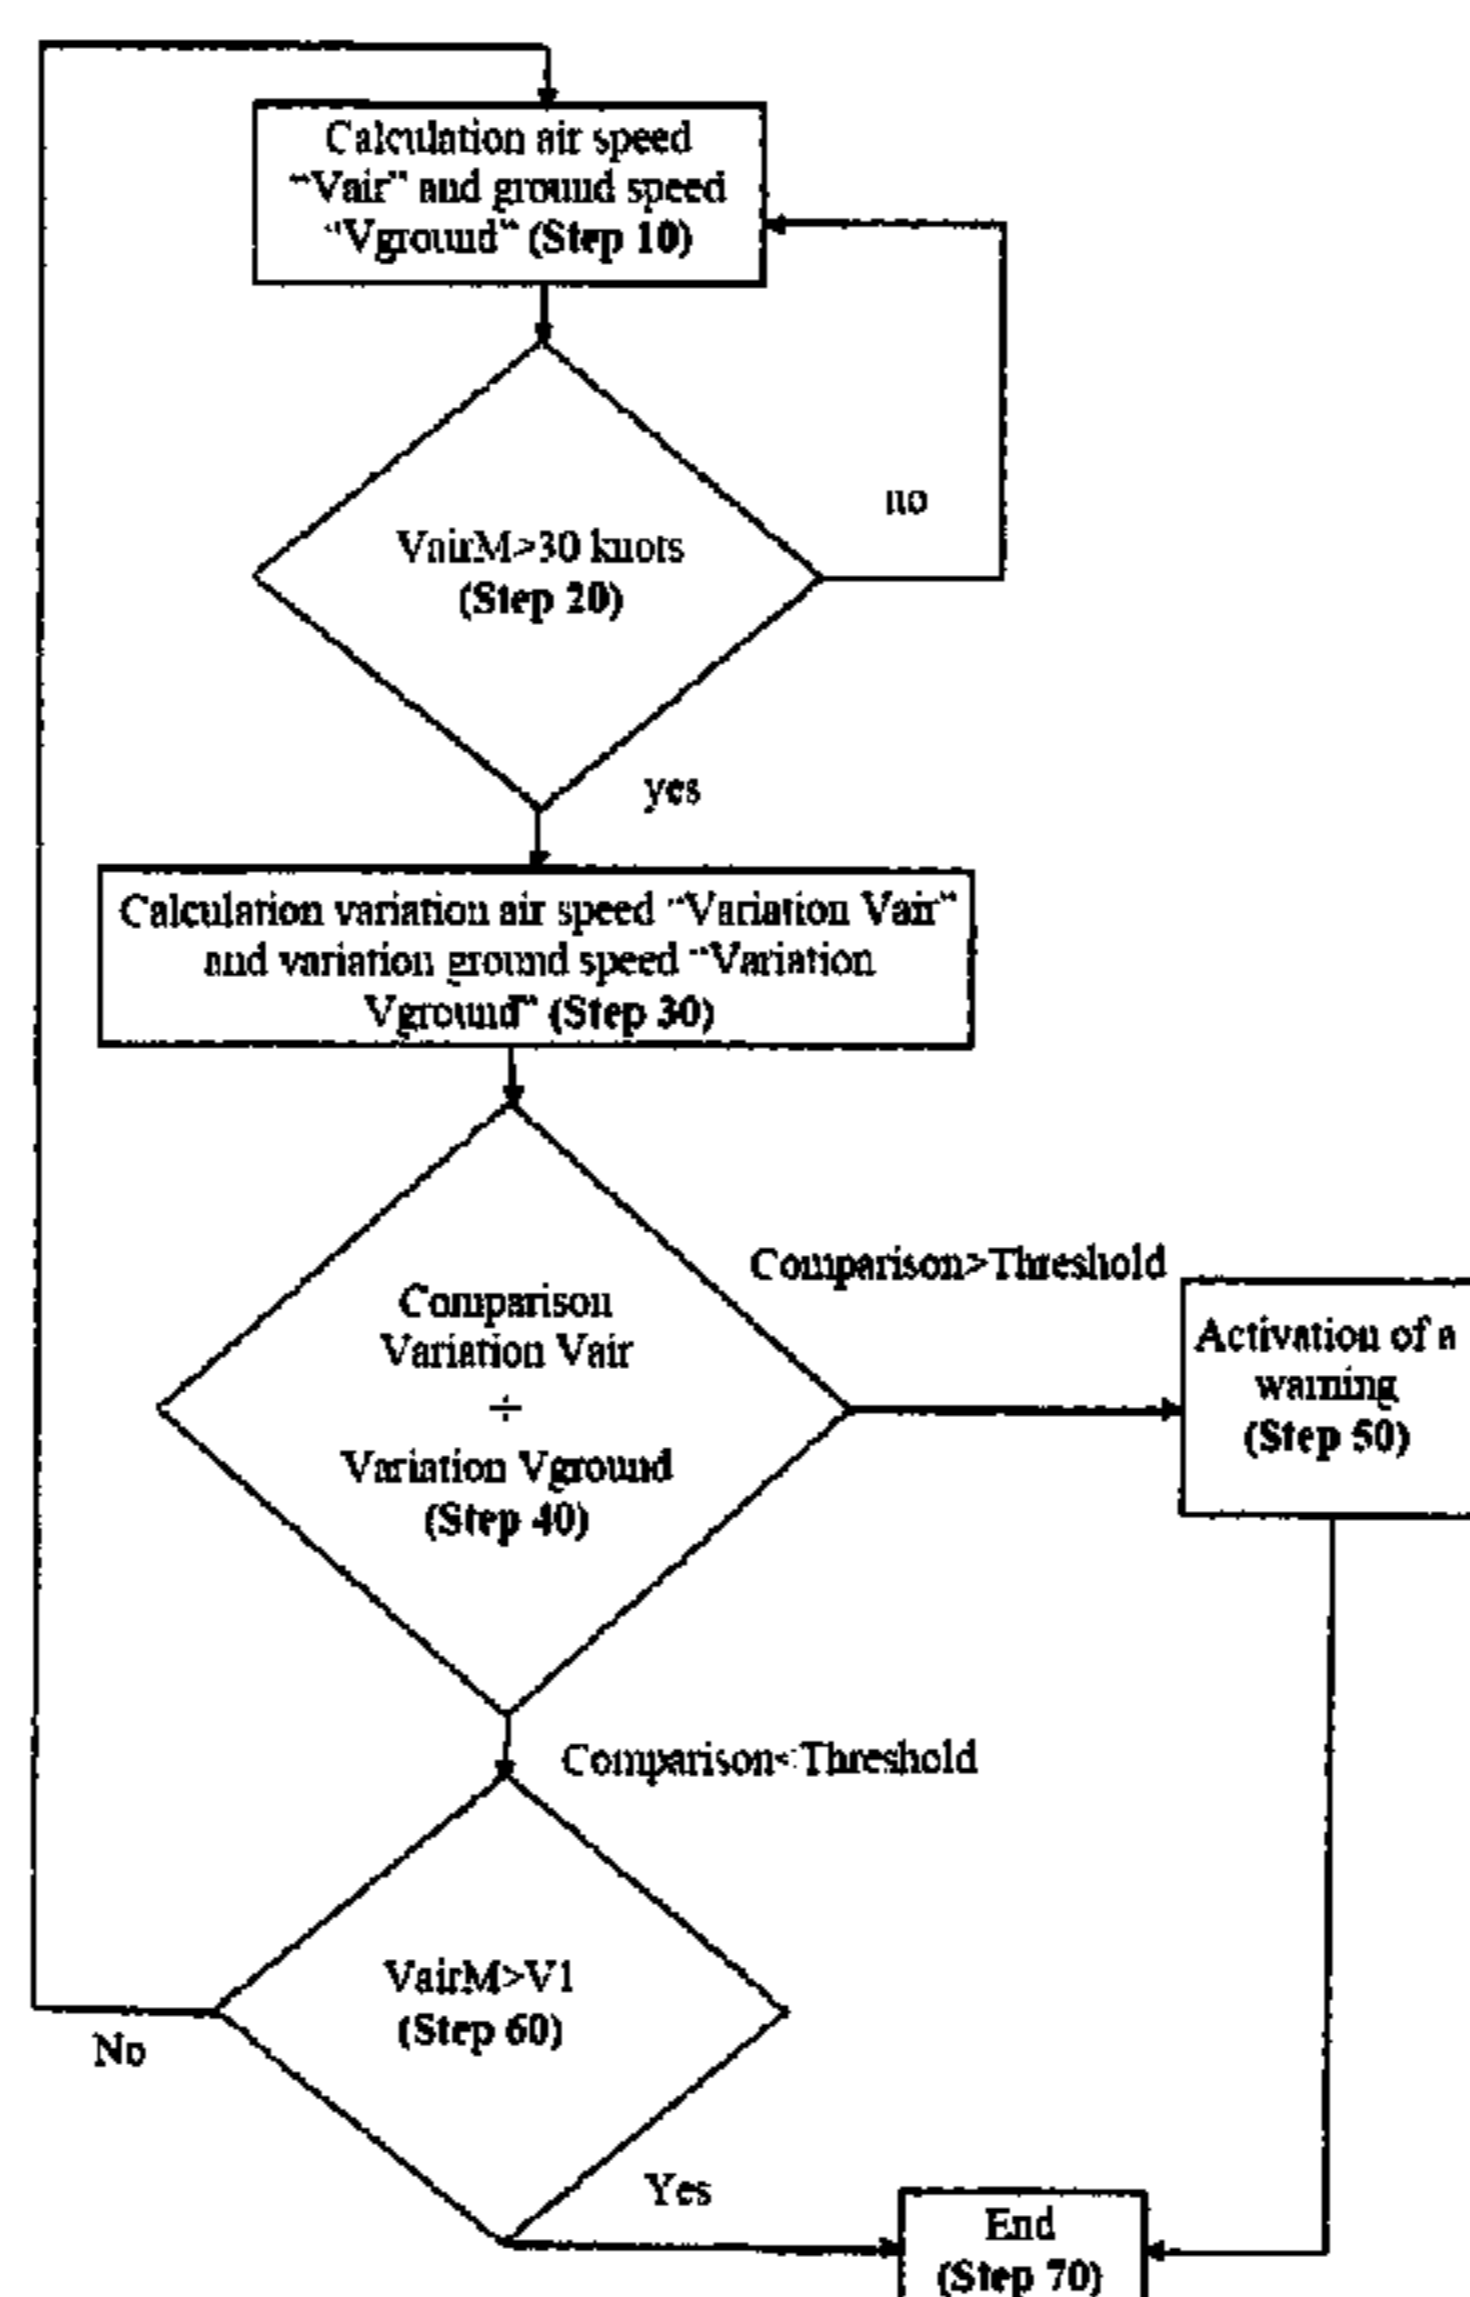 Calculation air speed
"Vair" and ground speed
"Vground" (Step 10)
no
VairM>30 knots
(Step 20)
yes
Calculation variation air speed "Variation Vair"
and variation ground speed "Variation
Vground" (Step 30)
Comparison>Threshold
Comparison
Variation Vair
÷
Variation Vground
(Step 40)
Activation of a
warning
(Step 50)
Comparison<Threshold
VairM>V1
(Step 60)
No
Yes
End
(Step 70)